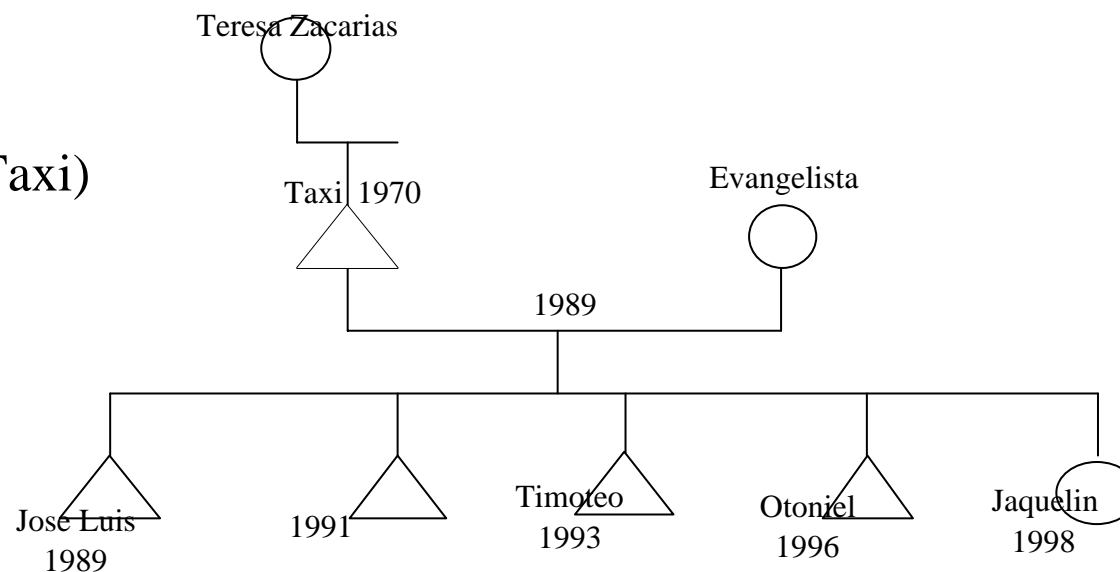 Teresa Zacarias
Taxi)
Taxi 1970
Evangelista
1989
Jose Luis
1989
1991
Timoteo
1993
Otoniel
1996
Jaquelin
1998